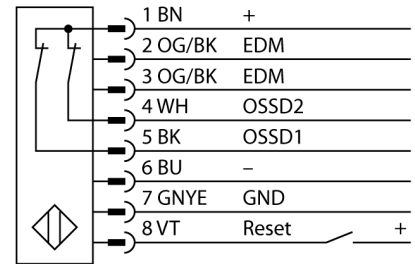 1 BN +
2 OG/BK EDM
3 OG/BK EDM
4 WH OSSD2
5 BK OSSD1
6 BU –
7 GNYE GND
8 VT Reset +